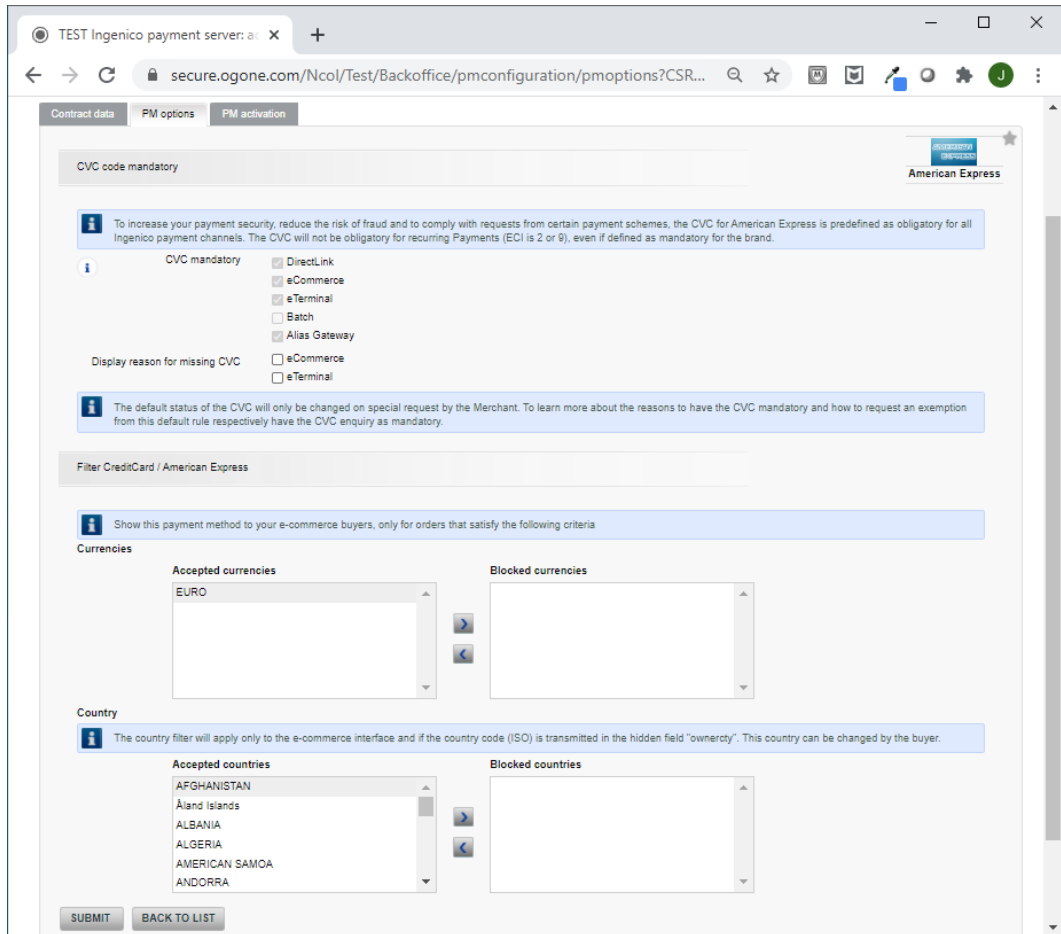 TEST Ingenico payment server: ac
secure.ogone.com/Ncol/Test/Backoffice/pmconfiguration/pmoptions?CSR...
J
Contract data PM options PM activation
AMERICAN
EXPRESS
American Express
CVC code mandatory
To increase your payment security, reduce the risk of fraud and to comply with requests from certain payment schemes, the CVC for American Express is predefined as obligatory for all
Ingenico payment channels. The CVC will not be obligatory for recurring Payments (ECI is 2 or 9), even if defined as mandatory for the brand.
CVC mandatory
DirectLink
eCommerce
eTerminal
Batch
Alias Gateway
Display reason for missing CVC
eCommerce
eTerminal
The default status of the CVC will only be changed on special request by the Merchant. To learn more about the reasons to have the CVC mandatory and how to request an exemption
from this default rule respectively have the CVC enquiry as mandatory.
Filter CreditCard / American Express
Show this payment method to your e-commerce buyers, only for orders that satisfy the following criteria
Currencies
Accepted currencies Blocked currencies
EURO
Country
The country filter will apply only to the e-commerce interface and if the country code (ISO) is transmitted in the hidden field "ownercty". This country can be changed by the buyer.
Accepted countries Blocked countries
AFGHANISTAN
Åland Islands
ALBANIA
ALGERIA
AMERICAN SAMOA
ANDORRA
SUBMIT BACK TO LIST